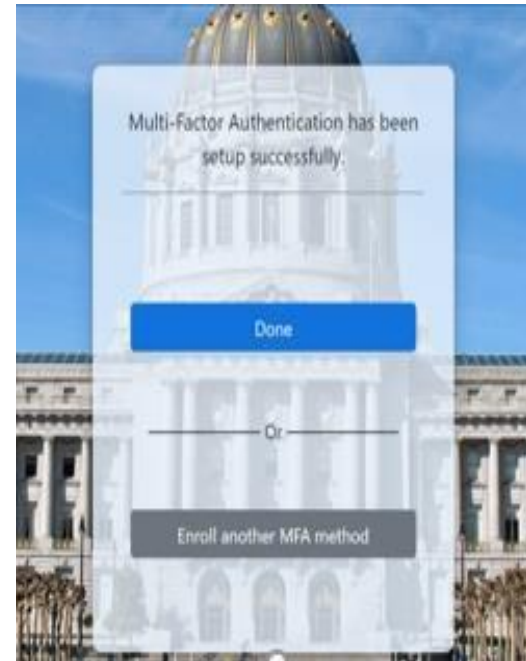 Multi-Factor Authentication has been
setup successfully.
Done
Or
Enroll another MFA method